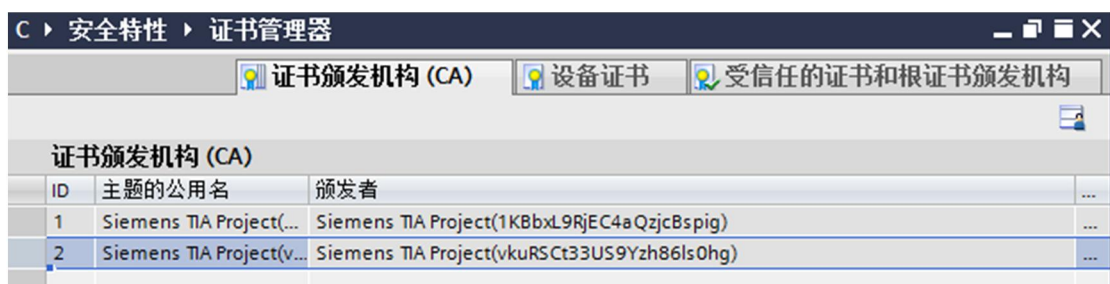 C ▸ 安全特性 ▸ 证书管理器
证书颁发机构 (CA) 设备证书 受信任的证书和根证书颁发机构
证书颁发机构 (CA)
ID 主题的公用名 颁发者 ...
1 Siemens TIA Project(... Siemens TIA Project(1KBbxL9RjEC4aQzjcBspig) ...
2 Siemens TIA Project(v... Siemens TIA Project(vkuRSCt33US9Yzh86ls0hg) ...